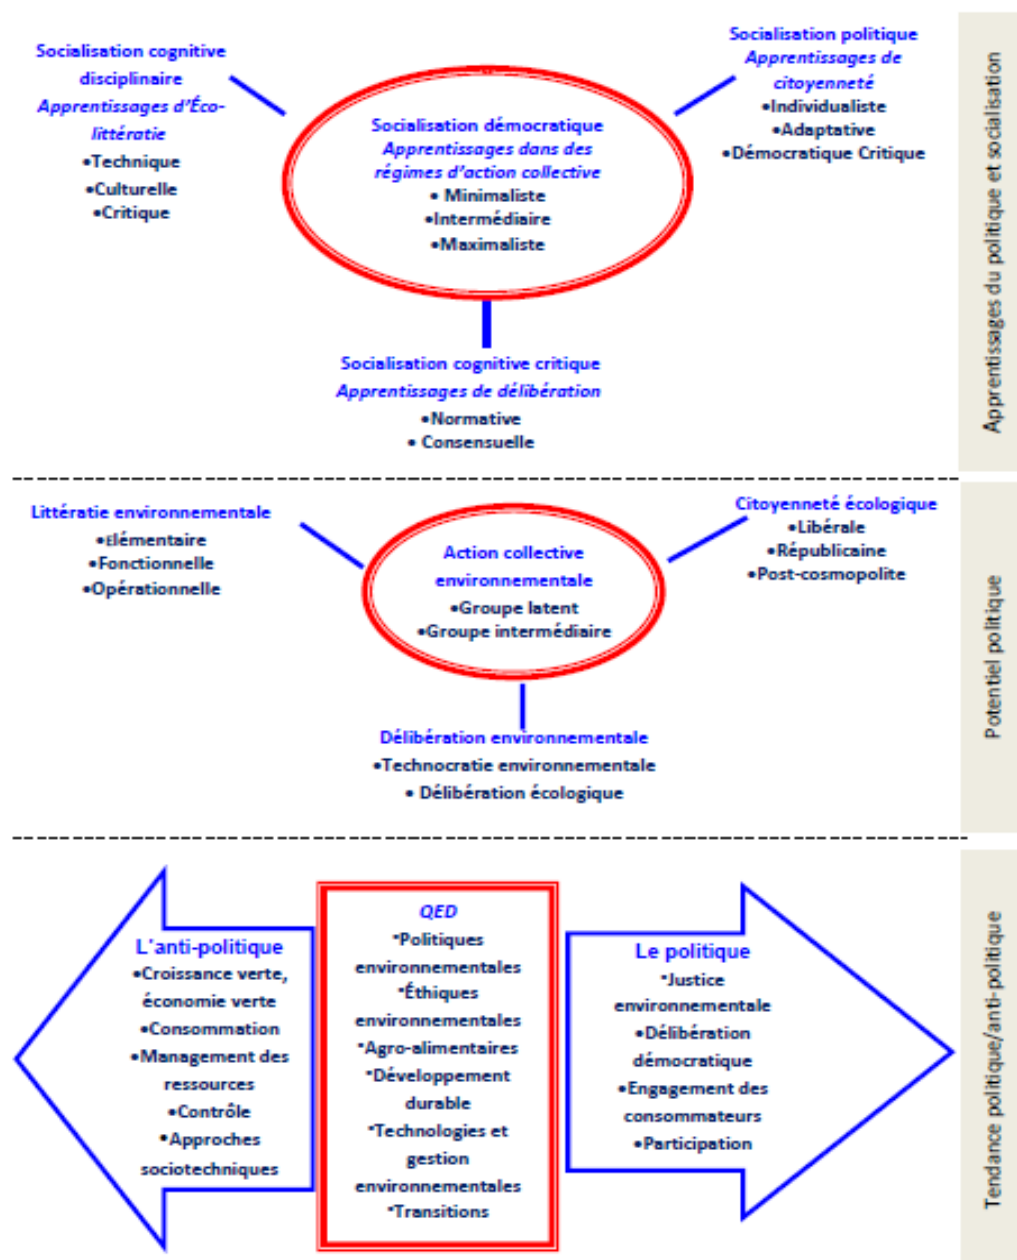 Socialisation cognitive
disciplinaire
Apprentissages d'Éco-
littératie
•Technique
•Culturelle
•Critique
Socialisation démocratique
Apprentissages dans des
régimes d'action collective
• Minimaliste
•Intermédiaire
•Maximaliste
Socialisation politique
Apprentissages de
citoyenneté
•Individualiste
•Adaptative
•Démocratique Critique
Socialisation cognitive critique
Apprentissages de délibération
•Normative
• Consensuelle
Apprentissages du politique et socialisation
Littératie environnementale
•Elémentaire
•Fonctionnelle
•Opérationnelle
Action collective
environnementale
•Groupe latent
•Groupe intermédiaire
Citoyenneté écologique
•Libérale
•Républicaine
•Post-cosmopolite
Délibération environnementale
•Technocratie environnementale
• Délibération écologique
Potentiel politique
L'anti-politique
•Croissance verte,
économie verte
•Consommation
•Management des
ressources
•Contrôle
•Approches
sociotechniques
QED
•Politiques
environnementales
•Éthiques
environnementales
•Agro-alimentaires
•Développement
durable
•Technologies et
gestion
environnementales
•Transitions
Le politique
•Justice
environnementale
•Délibération
démocratique
•Engagement des
consommateurs
•Participation
Tendance politique/anti-politique